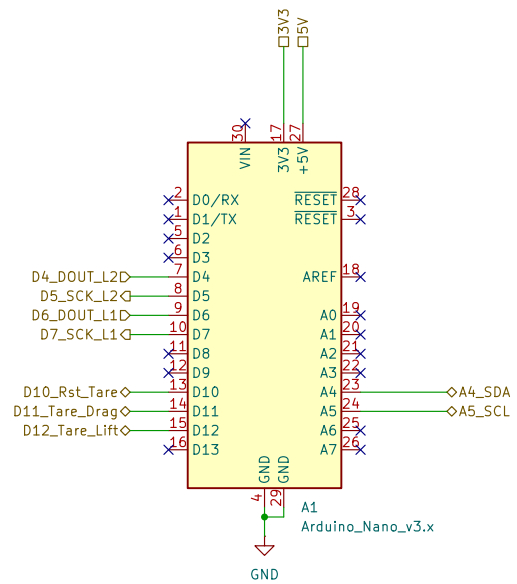 3V3 5V
30 17 27
VIN 3V3 +5V
2 D0/RX RESET 28
1 D1/TX RESET 3
5 D2
6 D3
D4_DOUT_L2 7 D4 AREF 18
D5_SCK_L2 8 D5
D6_DOUT_L1 9 D6 A0 19
D7_SCK_L1 10 D7 A1 20
11 D8 A2 21
12 D9 A3 22
D10_Rst_Tare 13 D10 A4 23 A4_SDA
D11_Tare_Drag 14 D11 A5 24 A5_SCL
D12_Tare_Lift 15 D12 A6 25
16 D13 A7 26
GND GND
4 29
A1
Arduino_Nano_v3.x
GND